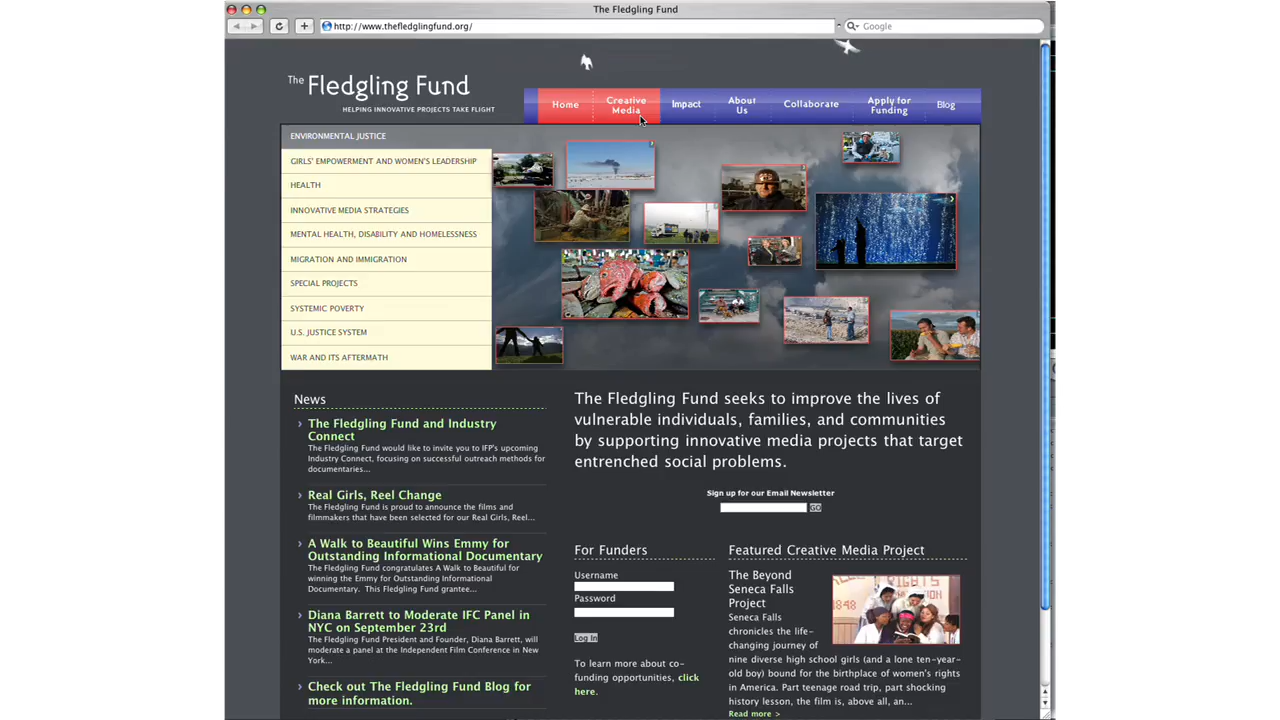 The Fledgling Fund
http://www.thefledglingfund.org/
Google
The Fledgling Fund
HELPING INNOVATIVE PROJECTS TAKE FLIGHT
Home
Creative
Media
Impact
About
Us
Collaborate
Apply for
Funding
Blog
ENVIRONMENTAL JUSTICE
GIRLS' EMPOWERMENT AND WOMEN'S LEADERSHIP
HEALTH
INNOVATIVE MEDIA STRATEGIES
MENTAL HEALTH, DISABILITY AND HOMELESSNESS
MIGRATION AND IMMIGRATION
SPECIAL PROJECTS
SYSTEMIC POVERTY
U.S. JUSTICE SYSTEM
WAR AND ITS AFTERMATH
News
The Fledgling Fund and Industry
Connect
The Fledgling Fund would like to invite you to IFP's upcoming
Industry Connect, focusing on successful outreach methods for
documentaries...
Real Girls, Reel Change
The Fledgling Fund is proud to announce the films and
filmmakers that have been selected for our Real Girls, Reel...
A Walk to Beautiful Wins Emmy for
Outstanding Informational Documentary
The Fledgling Fund congratulates A Walk to Beautiful for
winning the Emmy for Outstanding Informational
Documentary. This Fledgling Fund grantee...
Diana Barrett to Moderate IFC Panel in
NYC on September 23rd
The Fledgling Fund President and Founder, Diana Barrett, will
moderate a panel at the Independent Film Conference in New
York...
Check out The Fledgling Fund Blog for
more information.
The Fledgling Fund seeks to improve the lives of
vulnerable individuals, families, and communities
by supporting innovative media projects that target
entrenched social problems.
Sign up for our Email Newsletter
GO
For Funders
Username
Password
Log In
To learn more about co-
funding opportunities, click
here.
Featured Creative Media Project
The Beyond
Seneca Falls
Project
Seneca Falls
chronicles the life-
changing journey of
nine diverse high school girls (and a lone ten-year-
old boy) bound for the birthplace of women's rights
in America. Part teenage road trip, part shocking
history lesson, the film is, above all, an...
Read more >
RIGHTS
1848